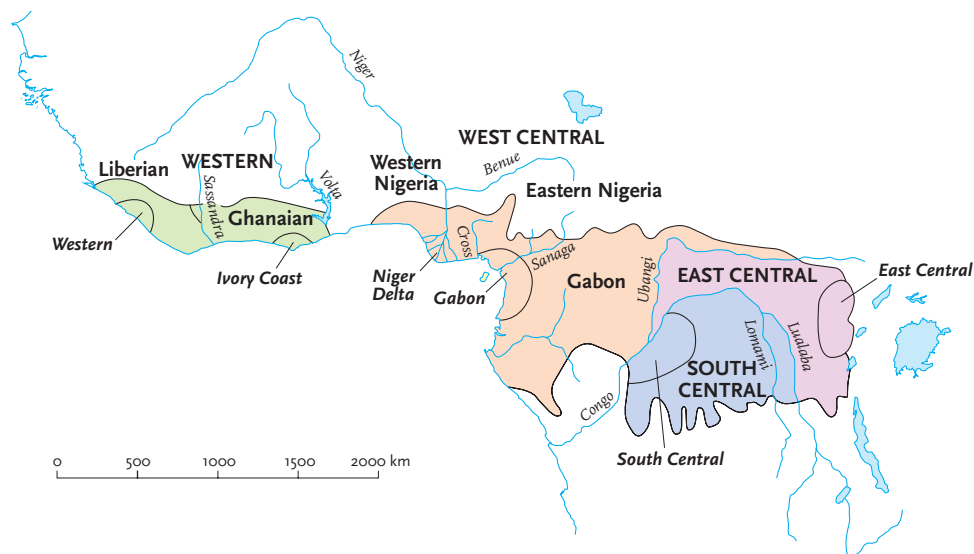 Niger
WEST CENTRAL
Benue
Liberian
WESTERN
Western
Nigeria
Eastern Nigeria
Volta
Sassandra
Ghanaian
Western
Ivory Coast
Cross
Sanaga
Niger
Delta
Gabon
Gabon
Ubangi
EAST CENTRAL
East Central
Lomami
Lualaba
SOUTH
CENTRAL
Congo
South Central
0 500 1000 1500 2000 km